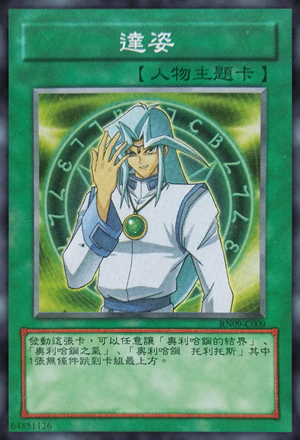 達姿
【人物主題卡】
RN09-C009
發動這張卡，可以任意讓「奧利哈鋼的結界」、
「奧利哈鋼之氣」、「奧利哈鋼 托利托斯」其中
1張無條件跳到卡組最上方。
64851126